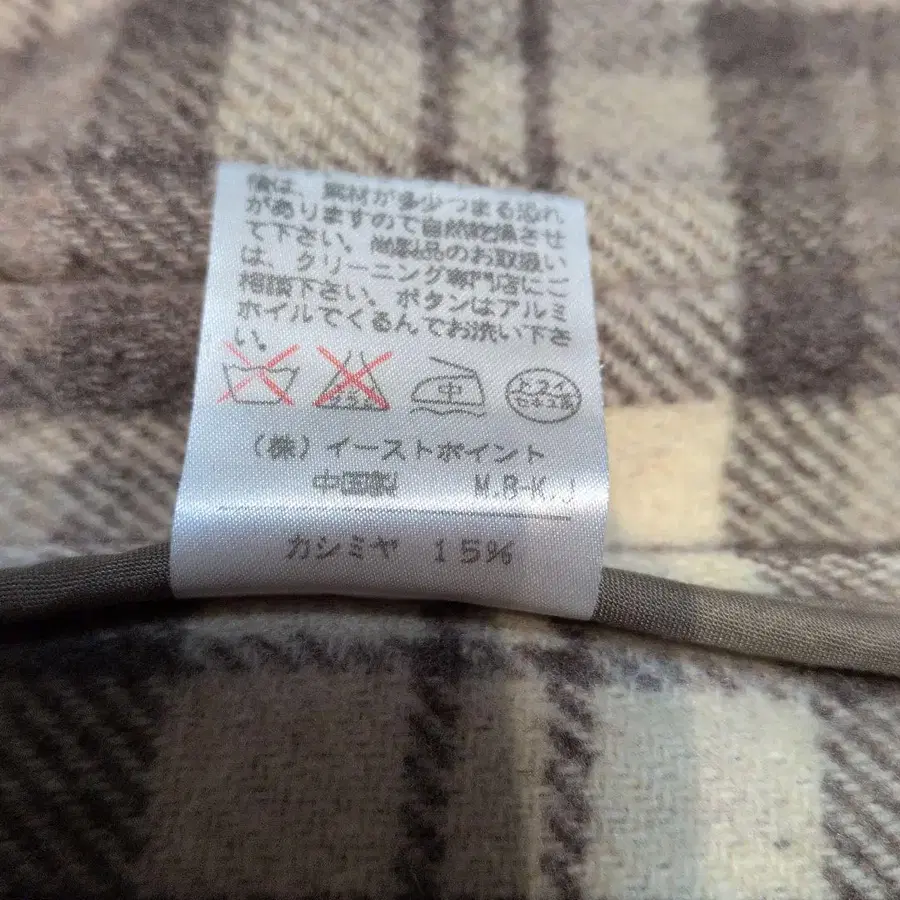 は、素材が多少つまる恐れ
がありますので自然乾燥させ
て下さい。尚製品のお取扱い
は、クリーニング専門店にご
相談下さい。ボタンはアルミ
ホイルでくるんでお洗い下さ
い。
中
ドライ
セキユ系
(株)イーストポイント
中国製 M.R-K.J
カシミヤ 15%